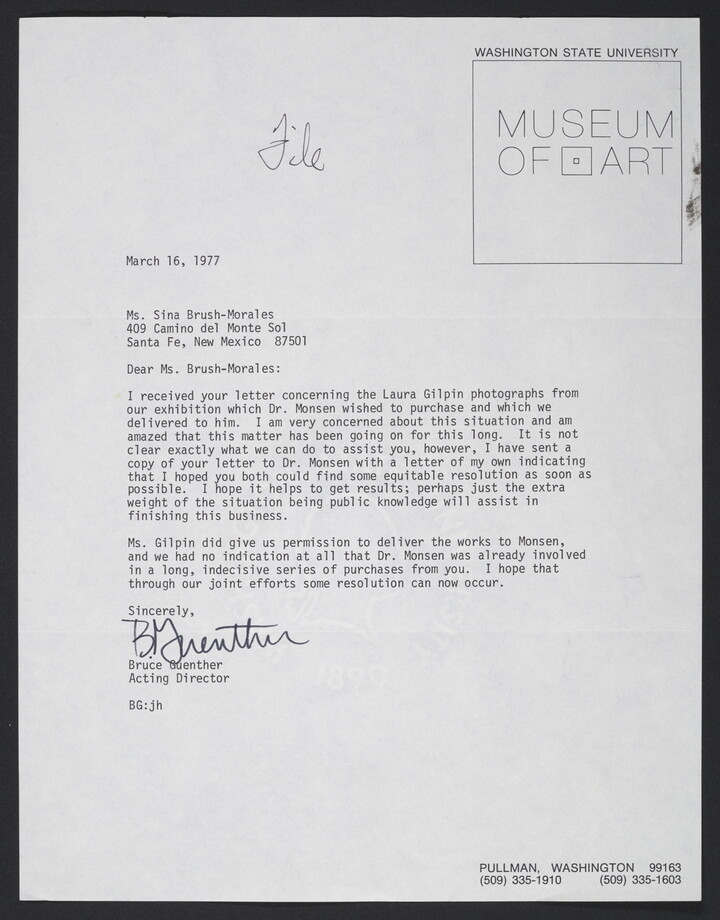 WASHINGTON STATE UNIVERSITY
MUSEUM
OF ART
File
March 16, 1977
Ms. Sina Brush-Morales
409 Camino del Monte Sol
Santa Fe, New Mexico  87501
Dear Ms. Brush-Morales:
I received your letter concerning the Laura Gilpin photographs from
our exhibition which Dr. Monsen wished to purchase and which we
delivered to him.  I am very concerned about this situation and am
amazed that this matter has been going on for this long.  It is not
clear exactly what we can do to assist you, however, I have sent a
copy of your letter to Dr. Monsen with a letter of my own indicating
that I hoped you both could find some equitable resolution as soon as
possible.  I hope it helps to get results; perhaps just the extra
weight of the situation being public knowledge will assist in
finishing this business.
Ms. Gilpin did give us permission to deliver the works to Monsen,
and we had no indication at all that Dr. Monsen was already involved
in a long, indecisive series of purchases from you.  I hope that
through our joint efforts some resolution can now occur.
Sincerely,
B. Guenther
Bruce Guenther
Acting Director
BG:jh
1890
PULLMAN, WASHINGTON 99163
(509) 335-1910 (509) 335-1603